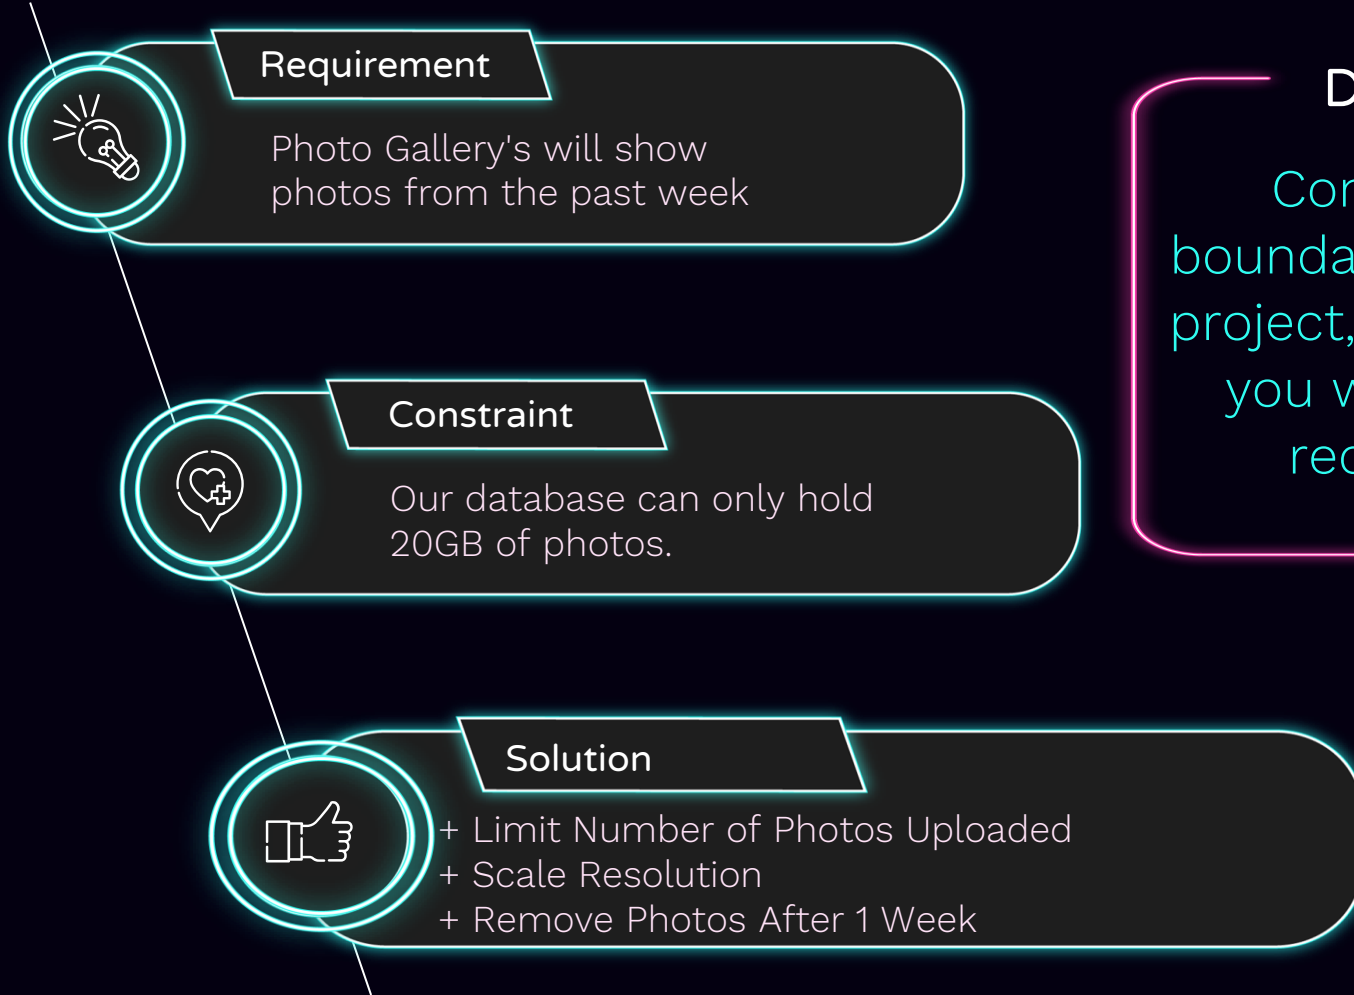 Requirement
Photo Gallery's will show
photos from the past week
Constraint
Our database can only hold
20GB of photos.
Solution
+ Limit Number of Photos Uploaded
+ Scale Resolution
+ Remove Photos After 1 Week
project,
you